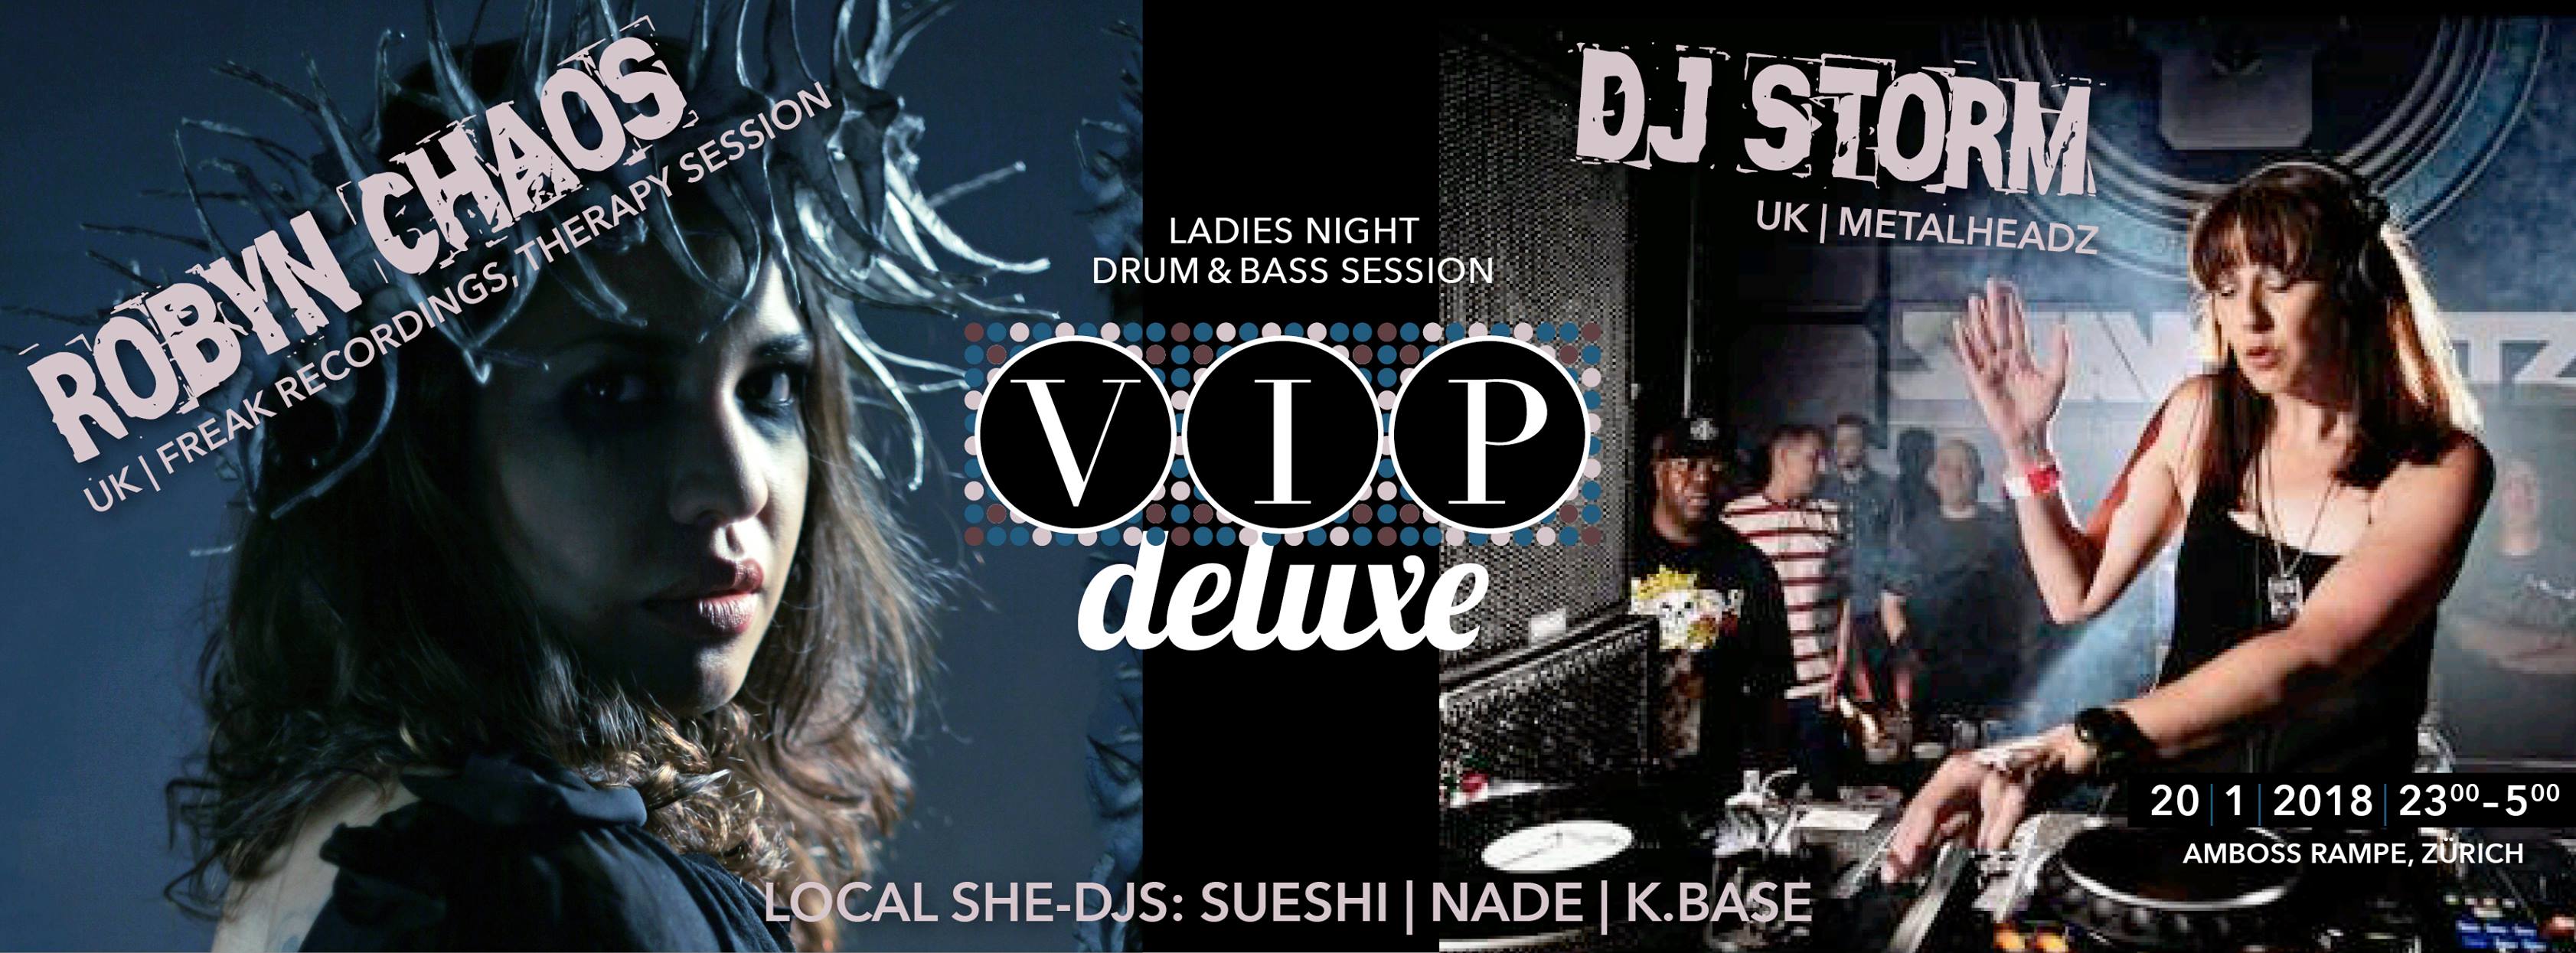 ROBYN CHAOS
UK | FREAK RECORDINGS, THERAPY SESSION
LADIES NIGHT
DRUM & BASS SESSION
VIP
deluxe
DJ STORM
UK | METALHEADZ
20 | 1 | 2018 | 23⁰⁰–5⁰⁰
AMBOSS RAMPE, ZÜRICH
LOCAL SHE-DJS: SUESHI | NADE | K.BASE